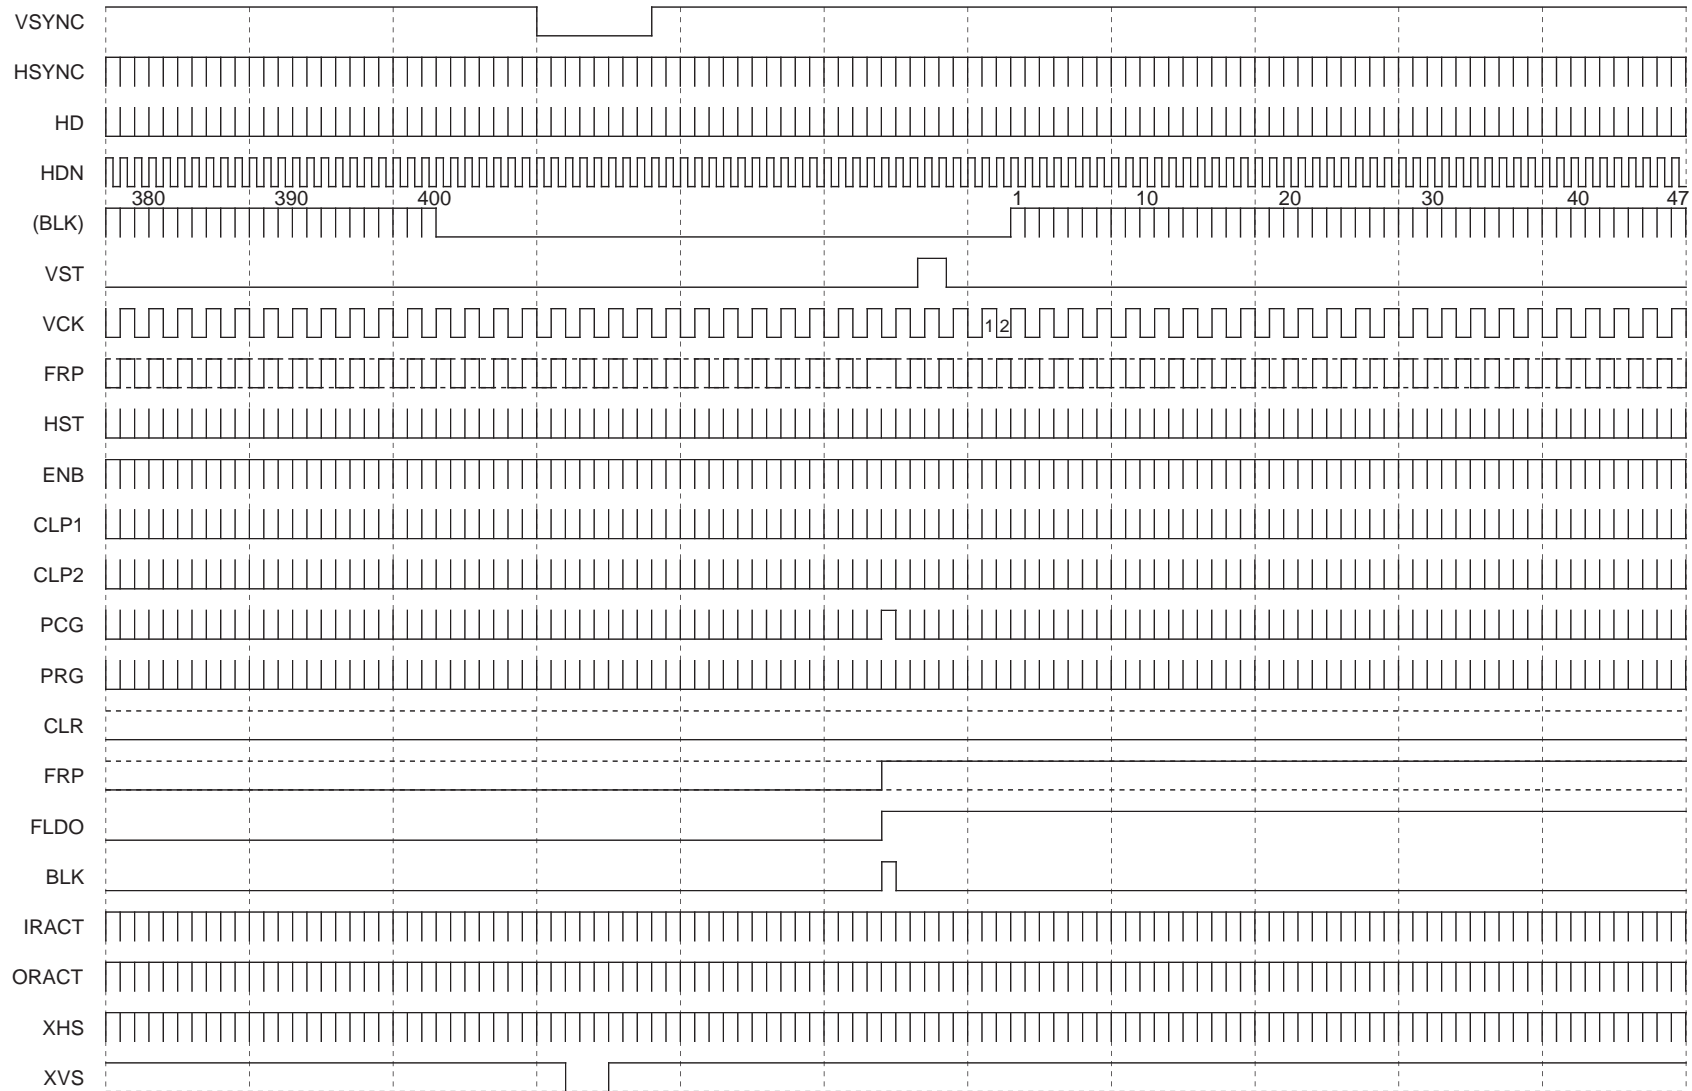 VSYNC
HSYNC
HD
HDN
380 390 400 1 10 20 30 40 47
(BLK)
VST
VCK 1 2
FRP
HST
ENB
CLP1
CLP2
PCG
PRG
CLR
FRP
FLDO
BLK
IRACT
ORACT
XHS
XVS